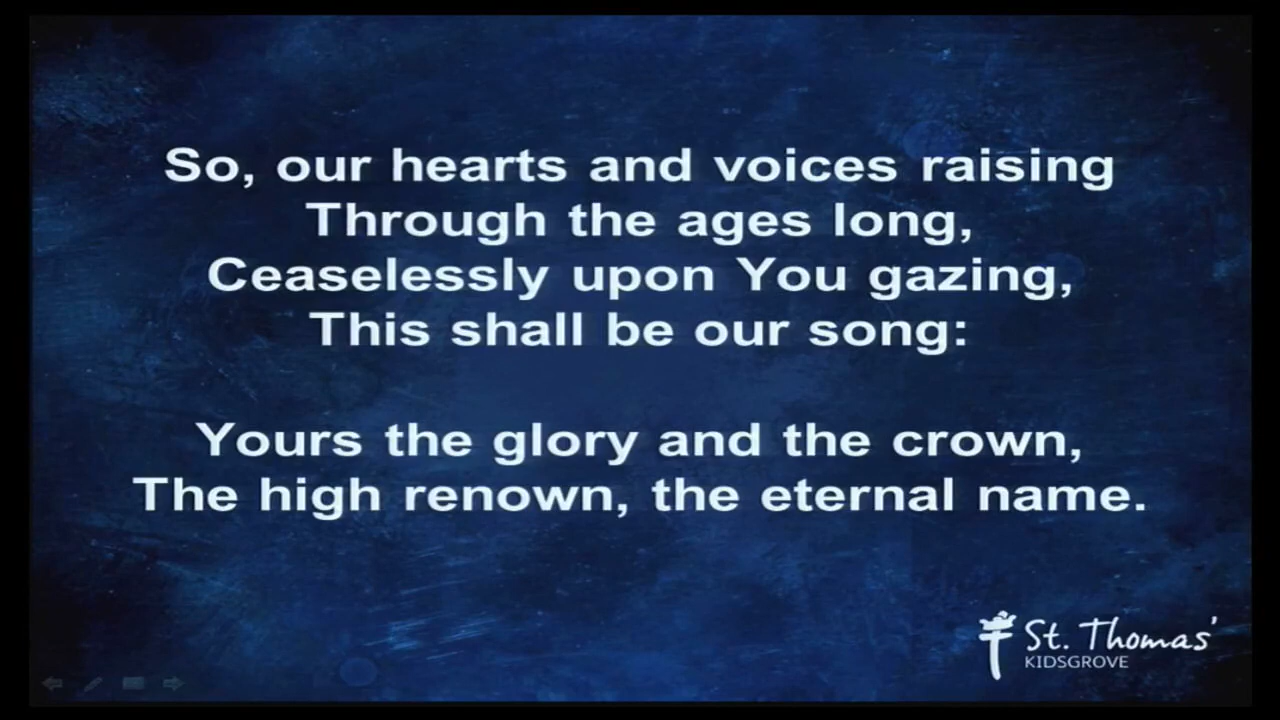 So, our hearts and voices raising
Through the ages long,
Ceaselessly upon You gazing,
This shall be our song:
Yours the glory and the crown,
The high renown, the eternal name.
St. Thomas'
KIDSGROVE